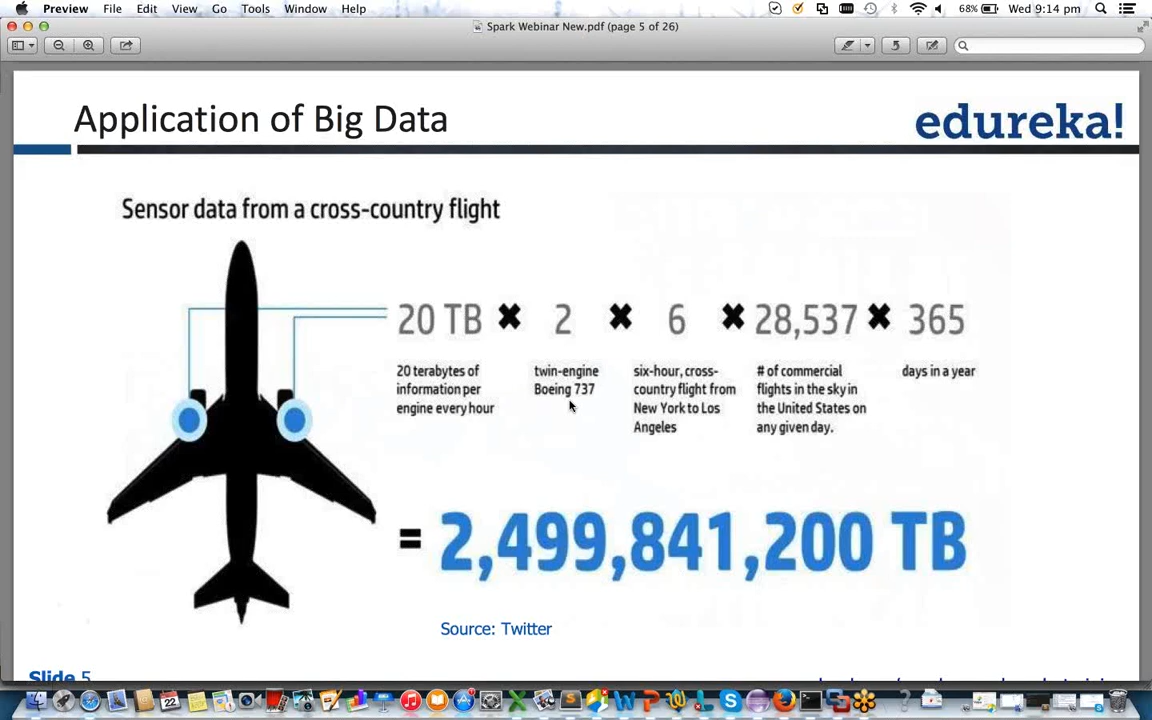 Preview File Edit View Go Tools Window Help 68% Wed 9:14 pm
Spark Webinar New.pdf (page 5 of 26)
Application of Big Data
edureka!
Sensor data from a cross-country flight
20 TB × 2 × 6 × 28,537 × 365
20 terabytes of
information per
engine every hour
twin-engine
Boeing 737
six-hour, cross-
country flight from
New York to Los
Angeles
# of commercial
flights in the sky in
the United States on
any given day.
days in a year
= 2,499,841,200 TB
Source: Twitter
Slide 5